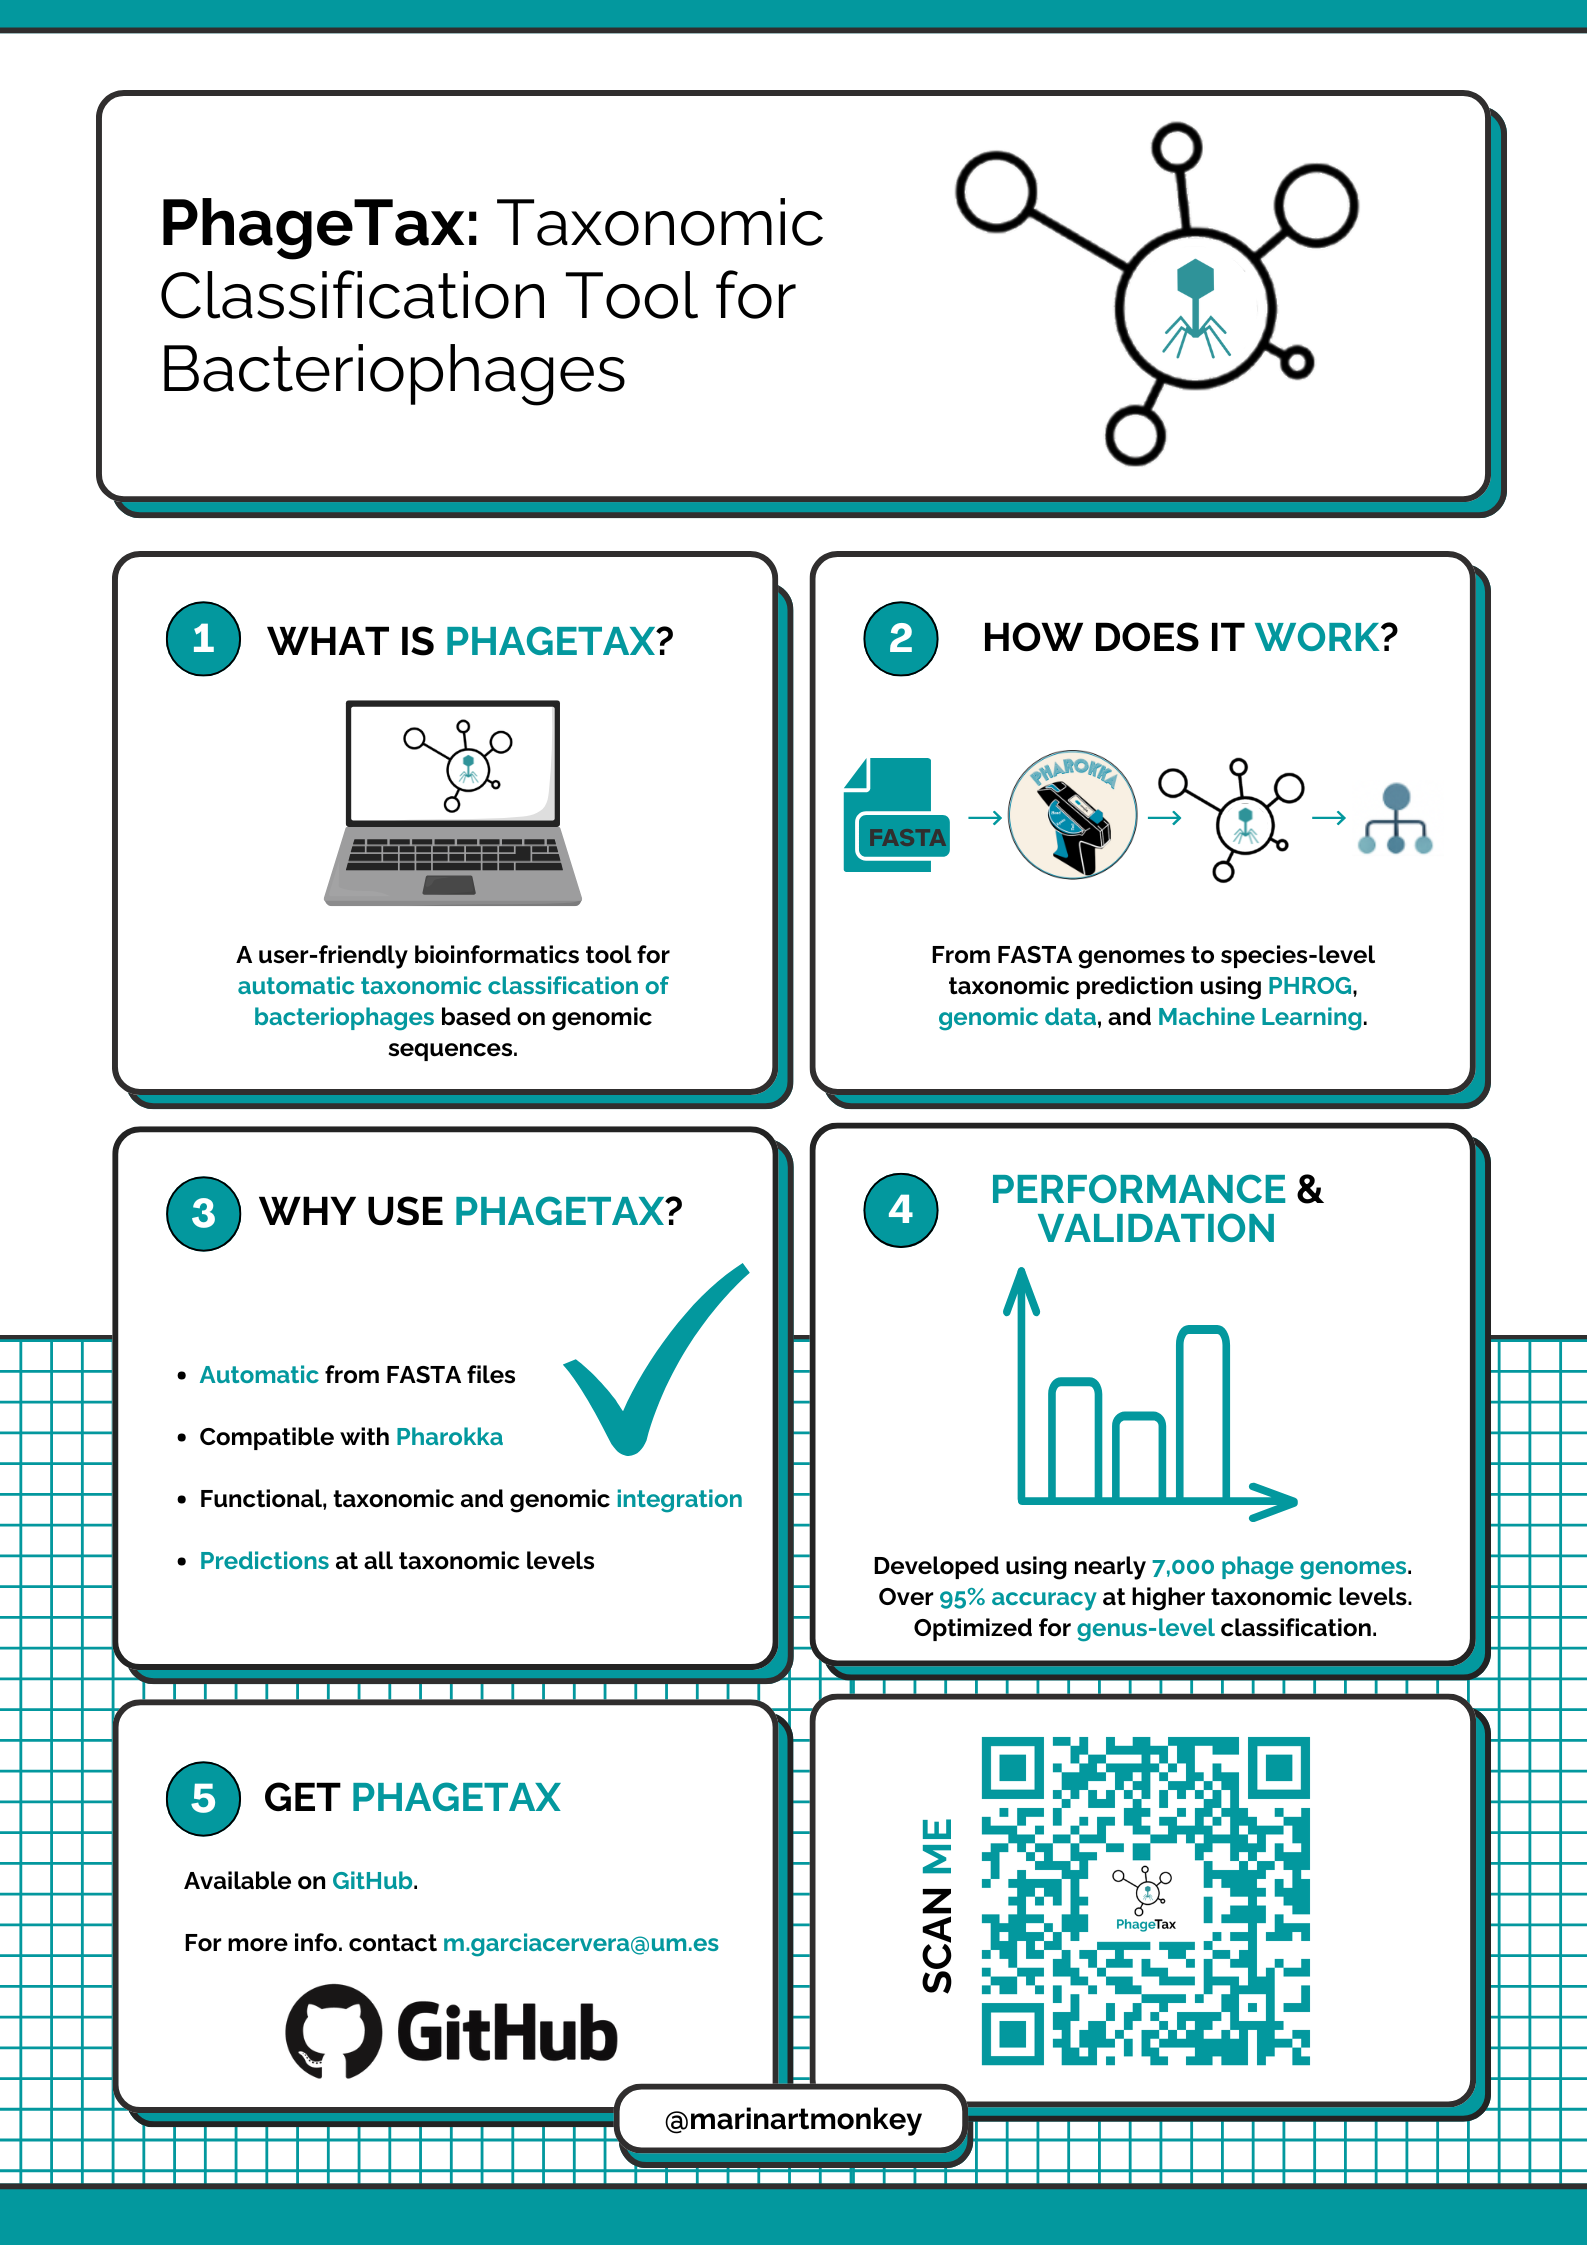 PhageTax: Taxonomic
Classification Tool for
Bacteriophages
1
WHAT IS PHAGETAX?
A user-friendly bioinformatics tool for
automatic taxonomic classification of
bacteriophages based on genomic
sequences.
2
HOW DOES IT WORK?
FASTA
PHAROKKA
From FASTA genomes to species-level
taxonomic prediction using PHROG,
genomic data, and Machine Learning.
3
WHY USE PHAGETAX?
• Automatic from FASTA files
• Compatible with Pharokka
• Functional, taxonomic and genomic integration
• Predictions at all taxonomic levels
4
PERFORMANCE &
VALIDATION
Developed using nearly 7,000 phage genomes.
Over 95% accuracy at higher taxonomic levels.
Optimized for genus-level classification.
5
GET PHAGETAX
Available on GitHub.
For more info. contact m.garciacervera@um.es
GitHub
SCAN ME
PhageTax
@marinartmonkey